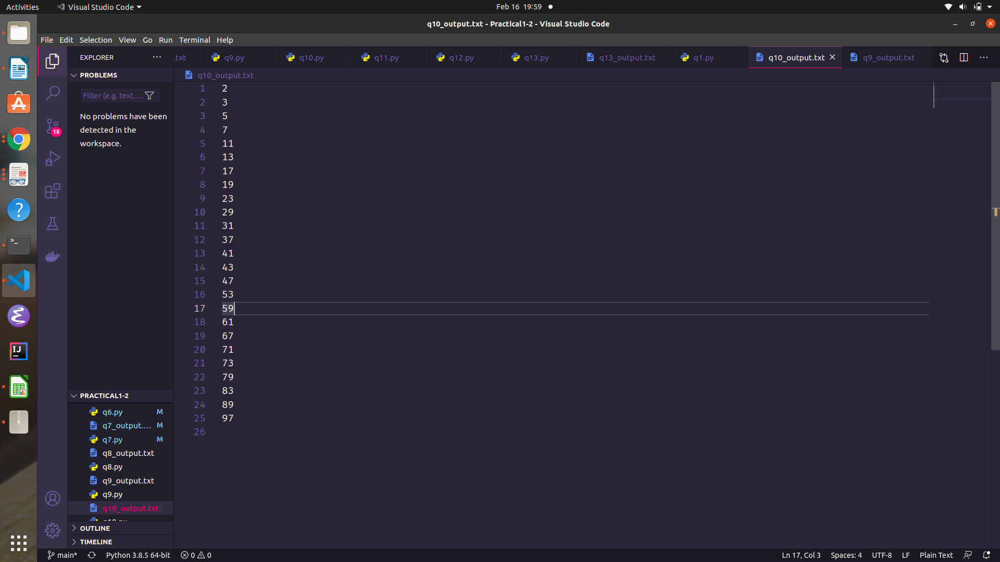 Activities
Visual Studio Code
Feb 16 19:59
q10_output.txt - Practical1-2 - Visual Studio Code
File Edit Selection View Go Run Terminal Help
EXPLORER
.txt
q9.py
q10.py
q11.py
q12.py
q13.py
q13_output.txt
q1.py
q10_output.txt
q9_output.txt
PROBLEMS
Filter (e.g. text, ...
No problems have been
detected in the
workspace.
18
q10_output.txt
1 2
2 3
3 5
4 7
5 11
6 13
7 17
8 19
9 23
10 29
11 31
12 37
13 41
14 43
15 47
16 53
17 59
18 61
19 67
20 71
21 73
22 79
23 83
24 89
25 97
26
PRACTICAL1-2
q6.py M
q7_output.... M
q7.py M
q8_output.txt
q8.py
q9_output.txt
q9.py
q10_output.txt
q10.py
OUTLINE
TIMELINE
IJ
main*
Python 3.8.5 64-bit
0 0
Ln 17, Col 3
Spaces: 4
UTF-8
LF
Plain Text